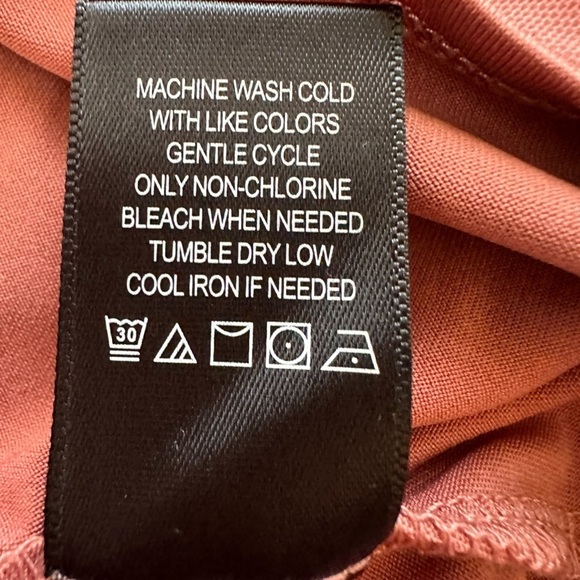 MACHINE WASH COLD
WITH LIKE COLORS
GENTLE CYCLE
ONLY NON-CHLORINE
BLEACH WHEN NEEDED
TUMBLE DRY LOW
COOL IRON IF NEEDED
30